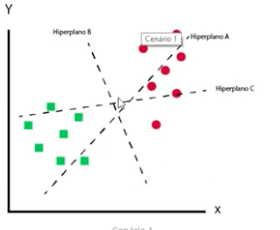 Y
Hiperplano B
Cenário 1
Hiperplano A
Hiperplano C
X
Cenário 1